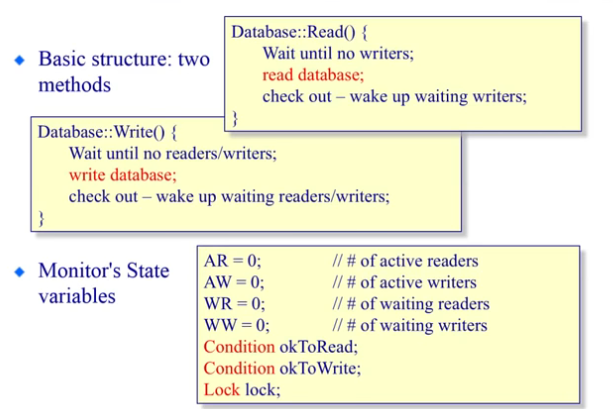 Basic structure: two
methods
Database::Read() {
Wait until no writers;
read database;
check out – wake up waiting writers;
}
Database::Write() {
Wait until no readers/writers;
write database;
check out – wake up waiting readers/writers;
}
Monitor's State
variables
AR = 0; // # of active readers
AW = 0; // # of active writers
WR = 0; // # of waiting readers
WW = 0; // # of waiting writers
Condition okToRead;
Condition okToWrite;
Lock lock;